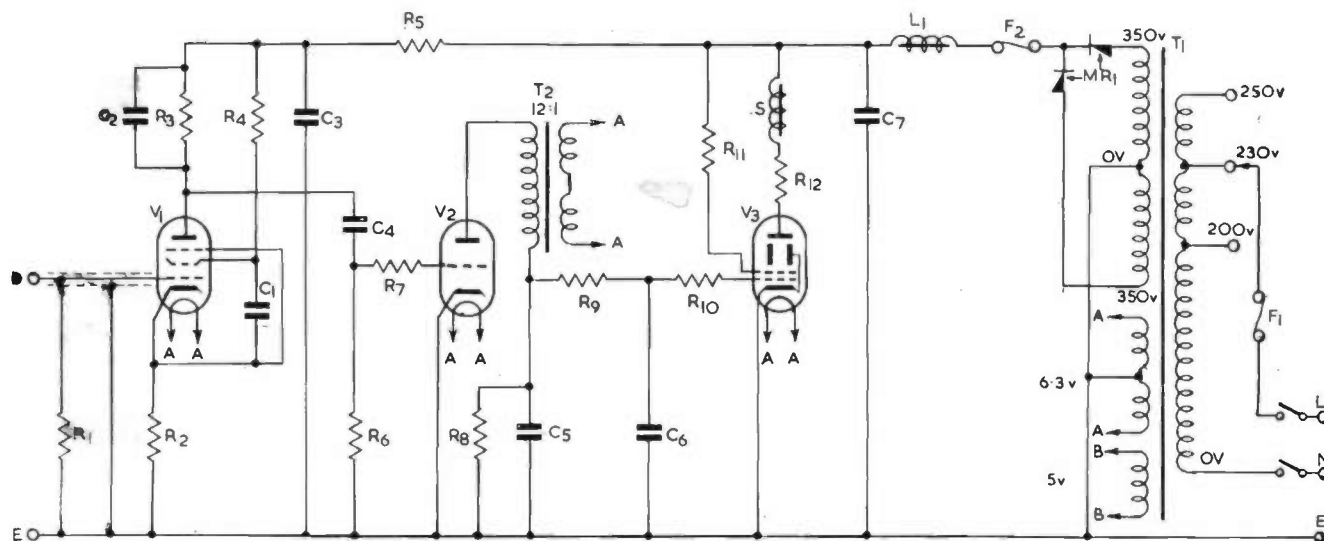 R5
L1
F2
350v
T1
MR1
250v
C2
R3
R4
C3
T2
12:1
A
S
C7
R11
0V
230v
R12
V1
C4
V2
V3
200v
R7
C1
R9
R10
A
350v
F1
A A
A A
A A
A
6·3v
R1
R2
R6
R8
C5
C6
A
L
B
5v
0V
N
B
E
E